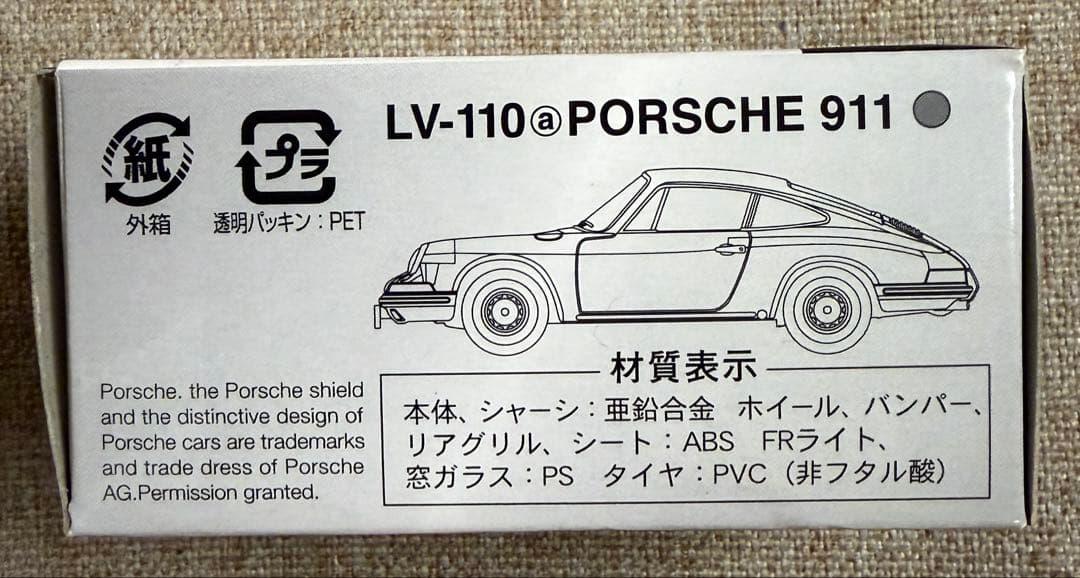 LV-110ⓐPORSCHE 911
紙
外箱
プラ
透明パッキン：PET
Porsche. the Porsche shield
and the distinctive design of
Porsche cars are trademarks
and trade dress of Porsche
AG.Permission granted.
材質表示
本体、シャーシ：亜鉛合金　ホイール、バンパー、
リアグリル、シート：ABS　FRライト、
窓ガラス：PS　タイヤ：PVC（非フタル酸）